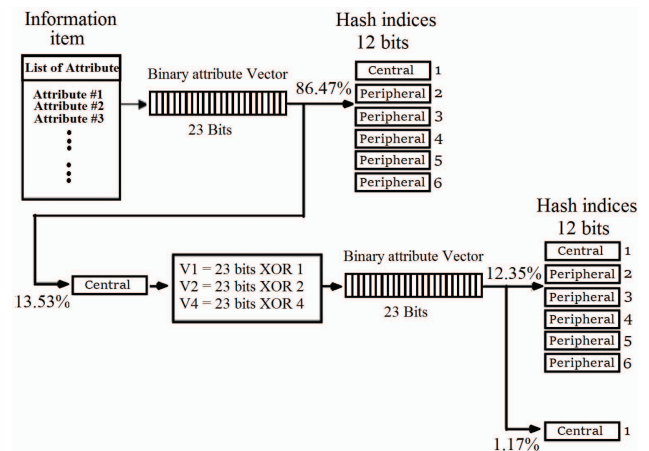 Information
item
List of Attribute
Attribute #1
Attribute #2
Attribute #3
Binary attribute Vector
23 Bits
86.47%
Hash indices
12 bits
Central 1
Peripheral 2
Peripheral 3
Peripheral 4
Peripheral 5
Peripheral 6
13.53%
Central
V1 = 23 bits XOR 1
V2 = 23 bits XOR 2
V4 = 23 bits XOR 4
Binary attribute Vector
23 Bits
12.35%
Hash indices
12 bits
Central 1
Peripheral 2
Peripheral 3
Peripheral 4
Peripheral 5
Peripheral 6
1.17%
Central 1